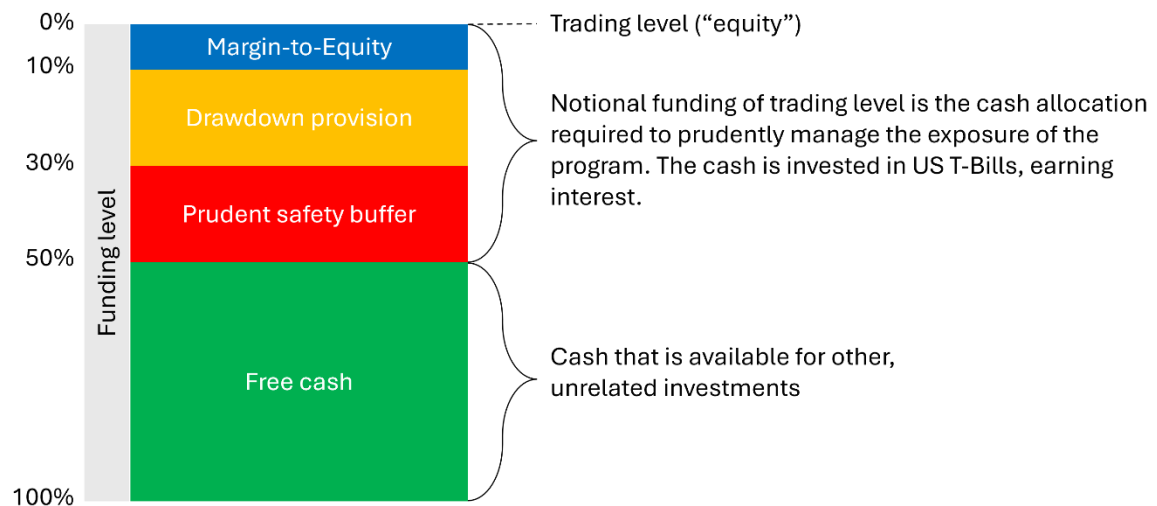 0%
Trading level (“equity”)
Margin-to-Equity
10%
Drawdown provision
Notional funding of trading level is the cash allocation
required to prudently manage the exposure of the
program. The cash is invested in US T-Bills, earning
interest.
30%
Prudent safety buffer
50%
Funding level
Free cash
Cash that is available for other,
unrelated investments
100%